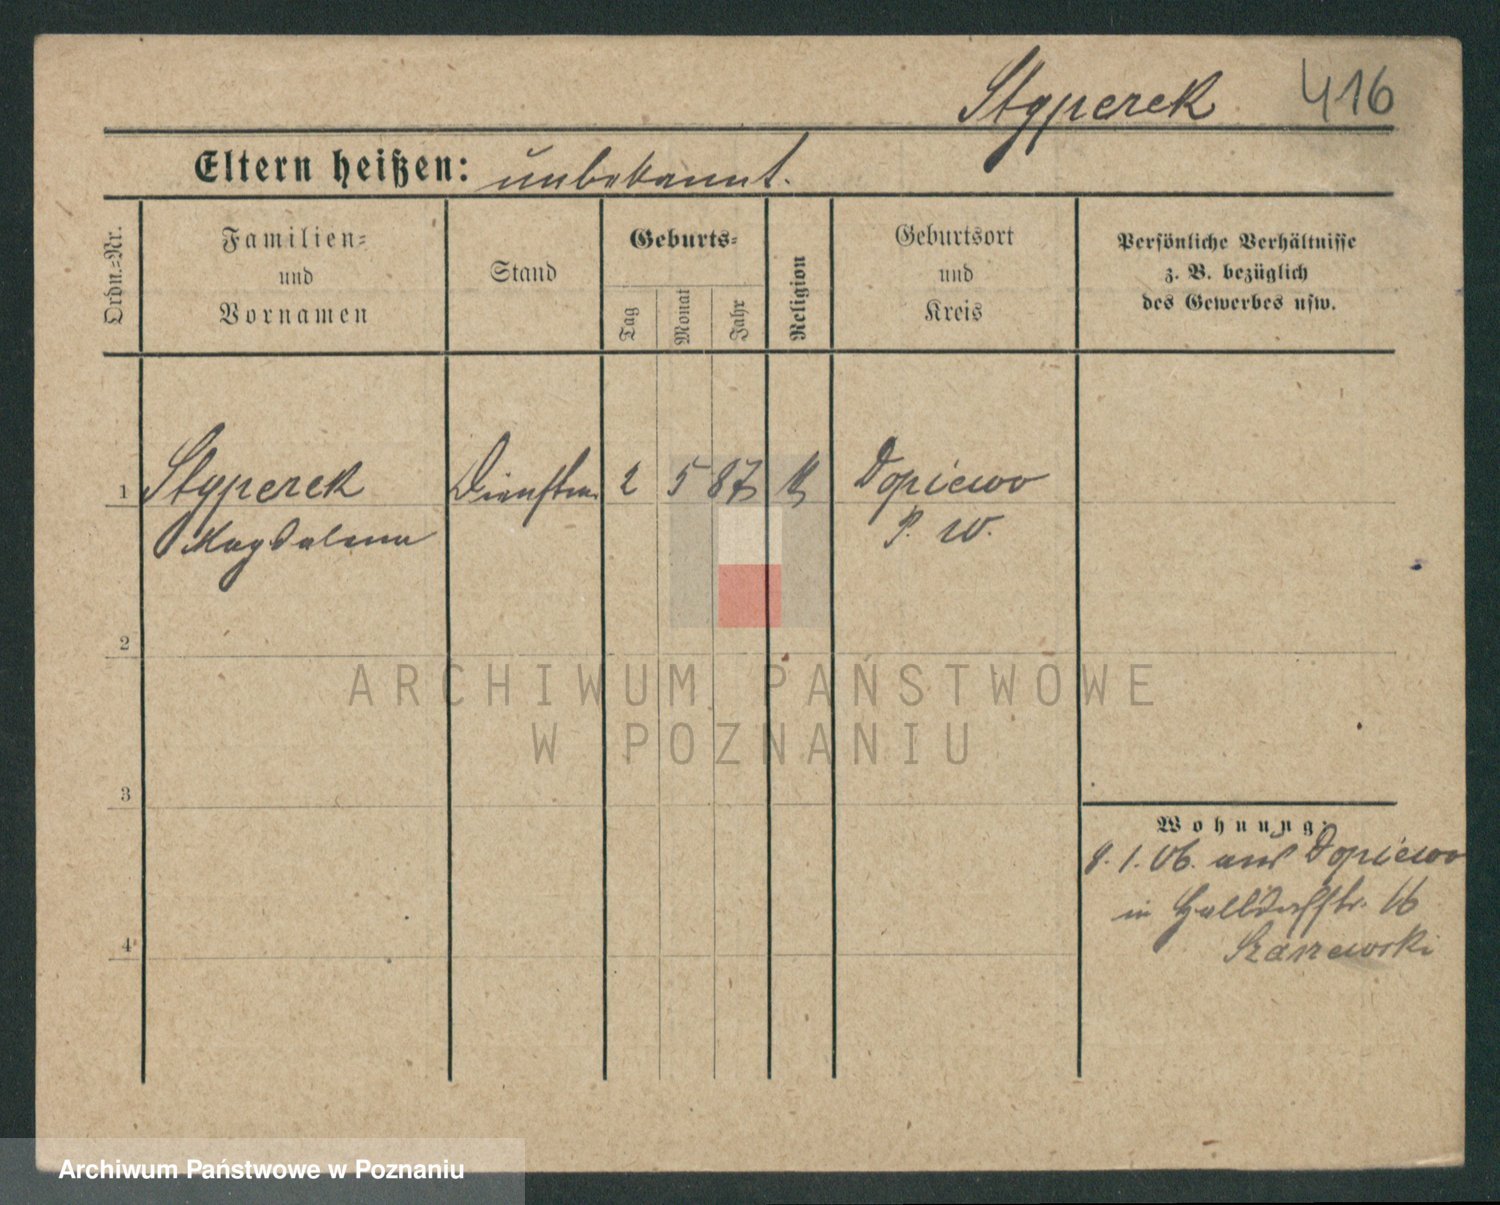 Styperek 416
Eltern heißen: unbekannt.
Ordn.=Nr.
Familien=
und
Vornamen
Stand
Geburts=
Tag
Monat
Jahr
Religion
Geburtsort
und
Kreis
Persönliche Verhältnisse
z. B. bezüglich
des Gewerbes usw.
1 Styperek Dienstm. 2 5 87 k Dopiewo
Magdalena P. W.
2
ARCHIWUM PAŃSTWOWE
W POZNANIU
3
Wohnung:
8. 1. 06. aus Dopiewo
in 16
Szaszewski
4
Archiwum Państwowe w Poznaniu